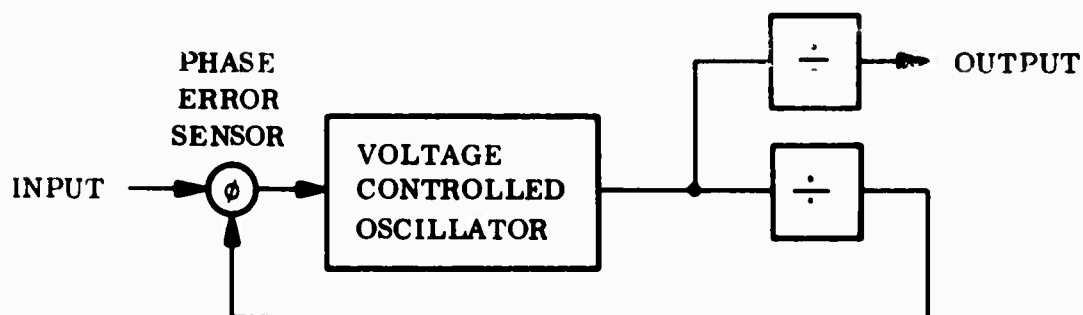 PHASE
ERROR
SENSOR
INPUT
ϕ
VOLTAGE
CONTROLLED
OSCILLATOR
÷
OUTPUT
÷